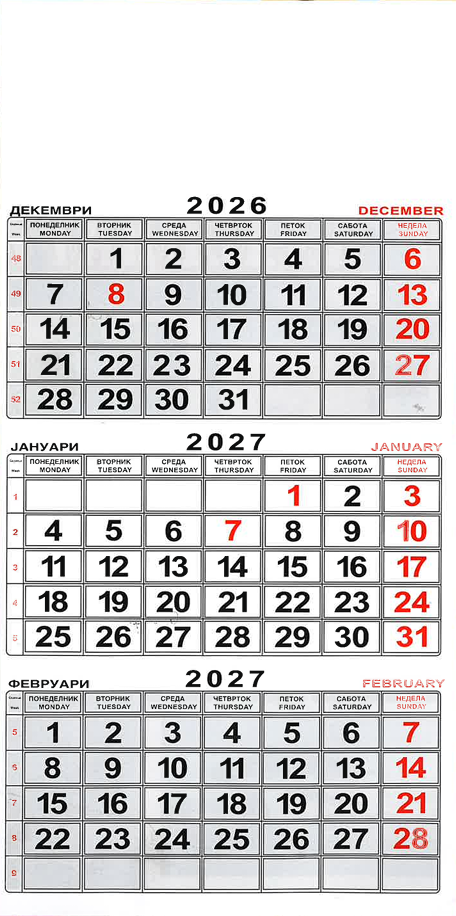 2026
ДЕКЕМВРИ DECEMBER
ПОНЕДЕЛНИК ВТОРНИК СРЕДА ЧЕТВРТОК ПЕТОК САБОТА НЕДЕЛА
Week MONDAY TUESDAY WEDNESDAY THURSDAY FRIDAY SATURDAY SUNDAY
48 1 2 3 4 5 6
49 7 8 9 10 11 12 13
50 14 15 16 17 18 19 20
51 21 22 23 24 25 26 27
52 28 29 30 31
2027
ЈАНУАРИ JANUARY
ПОНЕДЕЛНИК ВТОРНИК СРЕДА ЧЕТВРТОК ПЕТОК САБОТА НЕДЕЛА
Week MONDAY TUESDAY WEDNESDAY THURSDAY FRIDAY SATURDAY SUNDAY
1 1 2 3
2 4 5 6 7 8 9 10
3 11 12 13 14 15 16 17
4 18 19 20 21 22 23 24
5 25 26 27 28 29 30 31
2027
ФЕВРУАРИ FEBRUARY
ПОНЕДЕЛНИК ВТОРНИК СРЕДА ЧЕТВРТОК ПЕТОК САБОТА НЕДЕЛА
Week MONDAY TUESDAY WEDNESDAY THURSDAY FRIDAY SATURDAY SUNDAY
5 1 2 3 4 5 6 7
6 8 9 10 11 12 13 14
7 15 16 17 18 19 20 21
8 22 23 24 25 26 27 28
9